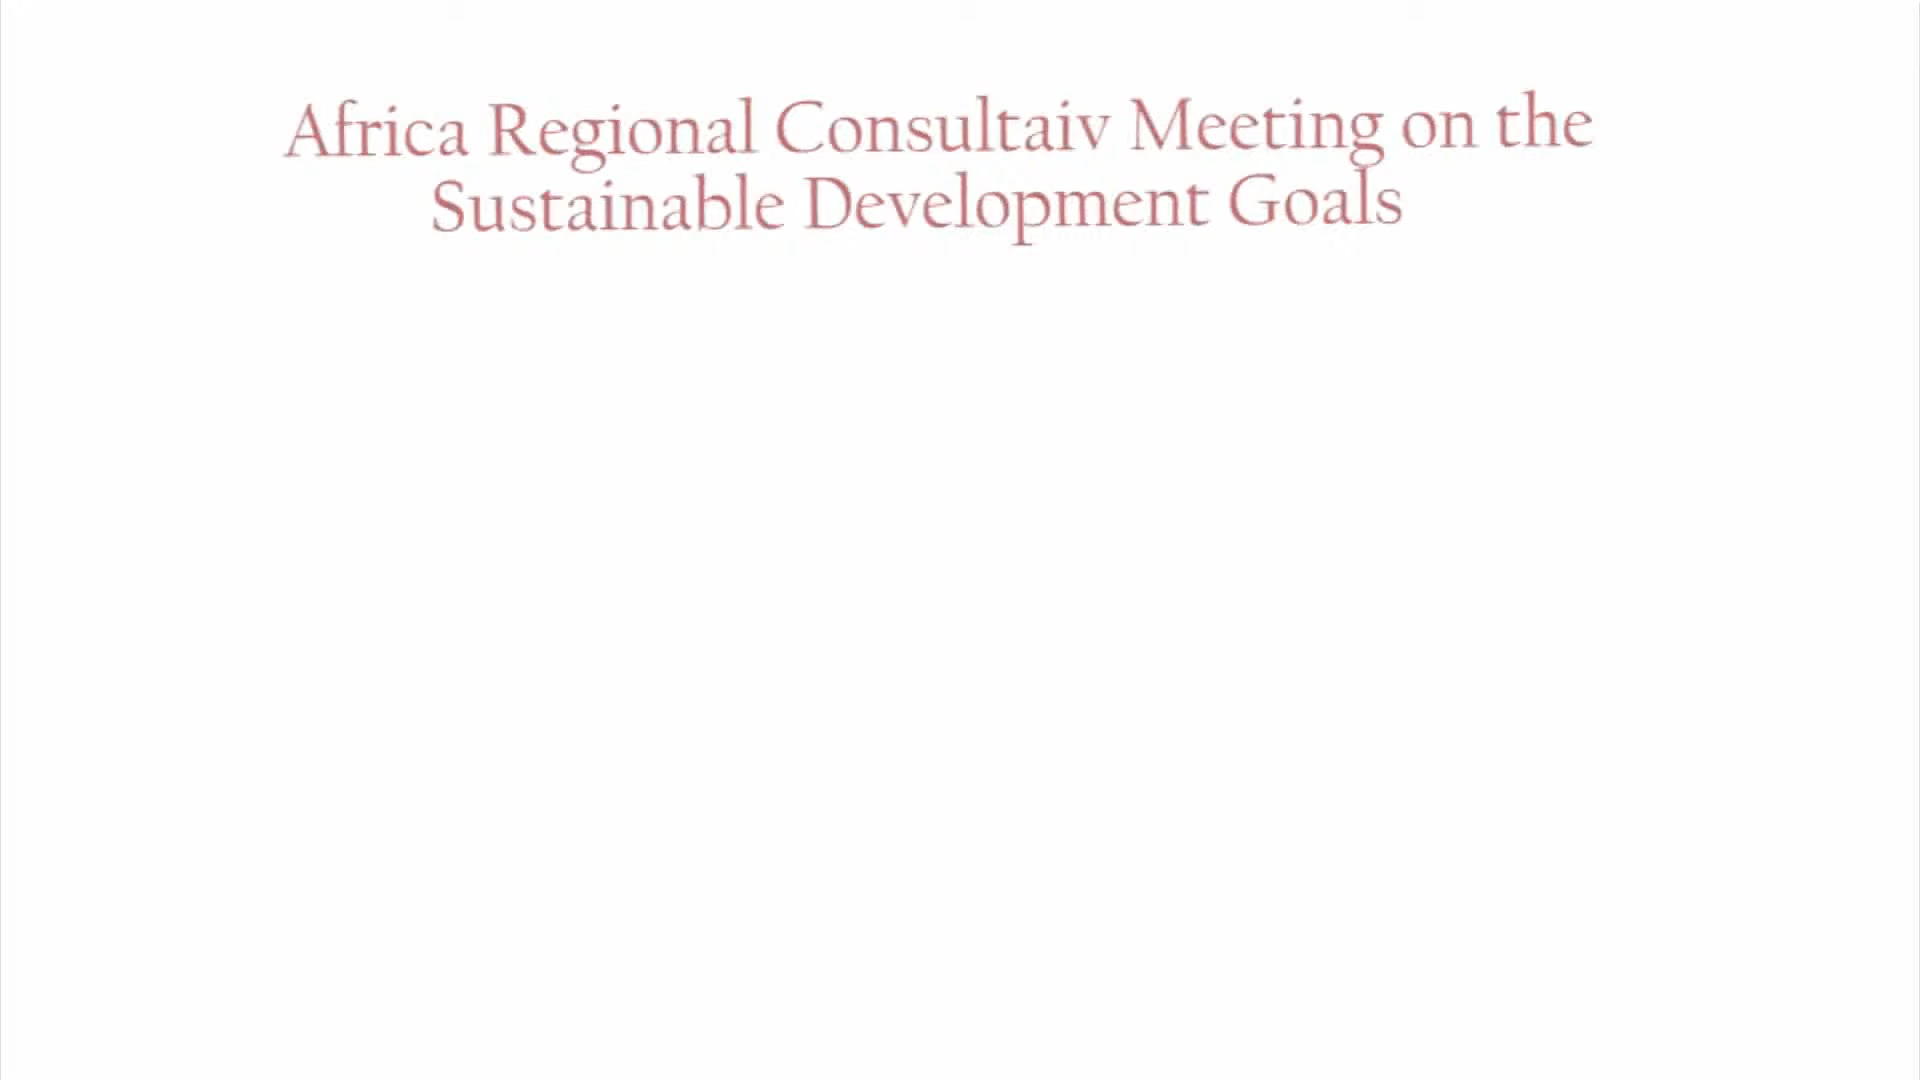 Africa Regional Consultaiv Meeting on the
Sustainable Development Goals